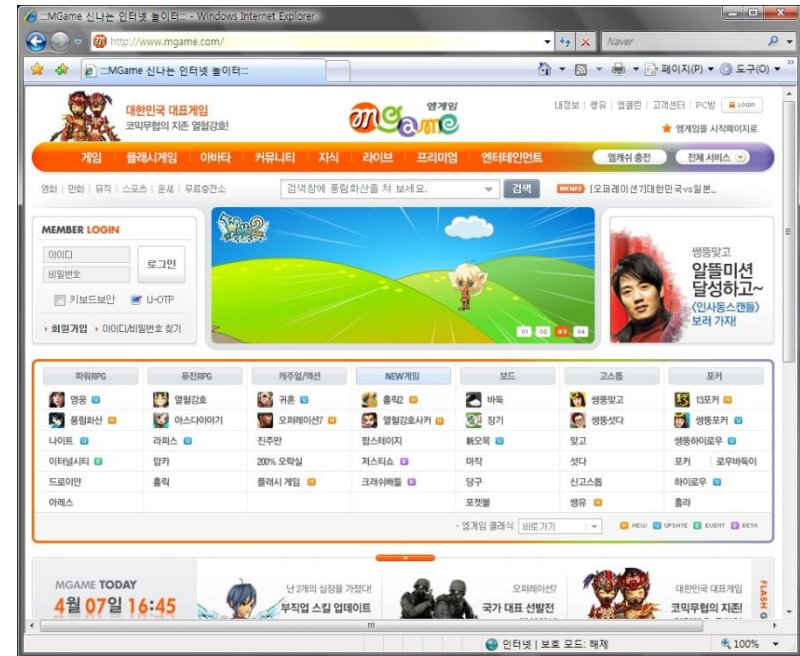 :::MGame 신나는 인터넷 놀이터::: - Windows Internet Explorer
http://www.mgame.com/
Naver
:::MGame 신나는 인터넷 놀이터:::
페이지(P) 도구(O)
대한민국 대표게임
코믹무협의 지존 열혈강호!
엠게임
mGame
내정보 | 쪙유 | 엠클린 | 고객센터 | PC방 Login
엠게임을 시작페이지로
게임 플래시게임 아바타 커뮤니티 지식 라이브 프리미엄 엔터테인먼트 엠캐쉬 충전 전체 서비스
영화 | 만화 | 뮤직 | 스포츠 | 운세 | 무료충전소
검색창에 풍림화산을 쳐 보세요. 검색
NEWS [오퍼레이션7]대한민국vs일본...
MEMBER LOGIN
아이디
비밀번호
로그인
키보드보안 U-OTP
회원가입 아이디/비밀번호 찾기
01 02 03 04
쌩뚱맞고
알뜰미션
달성하고~
<인사동스캔들>
보러 가자!
파워RPG 퓨전RPG 캐주얼/액션 NEW게임 보드 고스톱 포커
영웅 U 열혈강호 귀혼 U 홀릭2 N 바둑 쌩뚱맞고 13포커 N
풍림화산 N 아스다이야기 오퍼레이션7 N 열혈강호사커 N 장기 쌩뚱섯다 쌩뚱포커 U
나이트 U 라피스 U 진주만 팝스테이지 新오목 U 맞고 쌩뚱하이로우 U
이터널시티 E 얍카 200% 오락실 저스티쇼 B 마작 섯다 포커 | 로우바둑이
드로이얀 홀릭 플래시 게임 N 크래쉬배틀 B 당구 신고스톱 하이로우 U
아레스 포켓볼 쌩유 N 훌라
엠게임 클래식 바로가기 N NEW U UPDATE E EVENT B BETA
MGAME TODAY
4월 07일 16:45
난 2개의 심장을 가졌다!
무직업 스킬 업데이트
오퍼레이션7
국가 대표 선발전
대한민국 대표게임
코믹무협의 지존!
FLASH
인터넷 | 보호 모드: 해제
100%